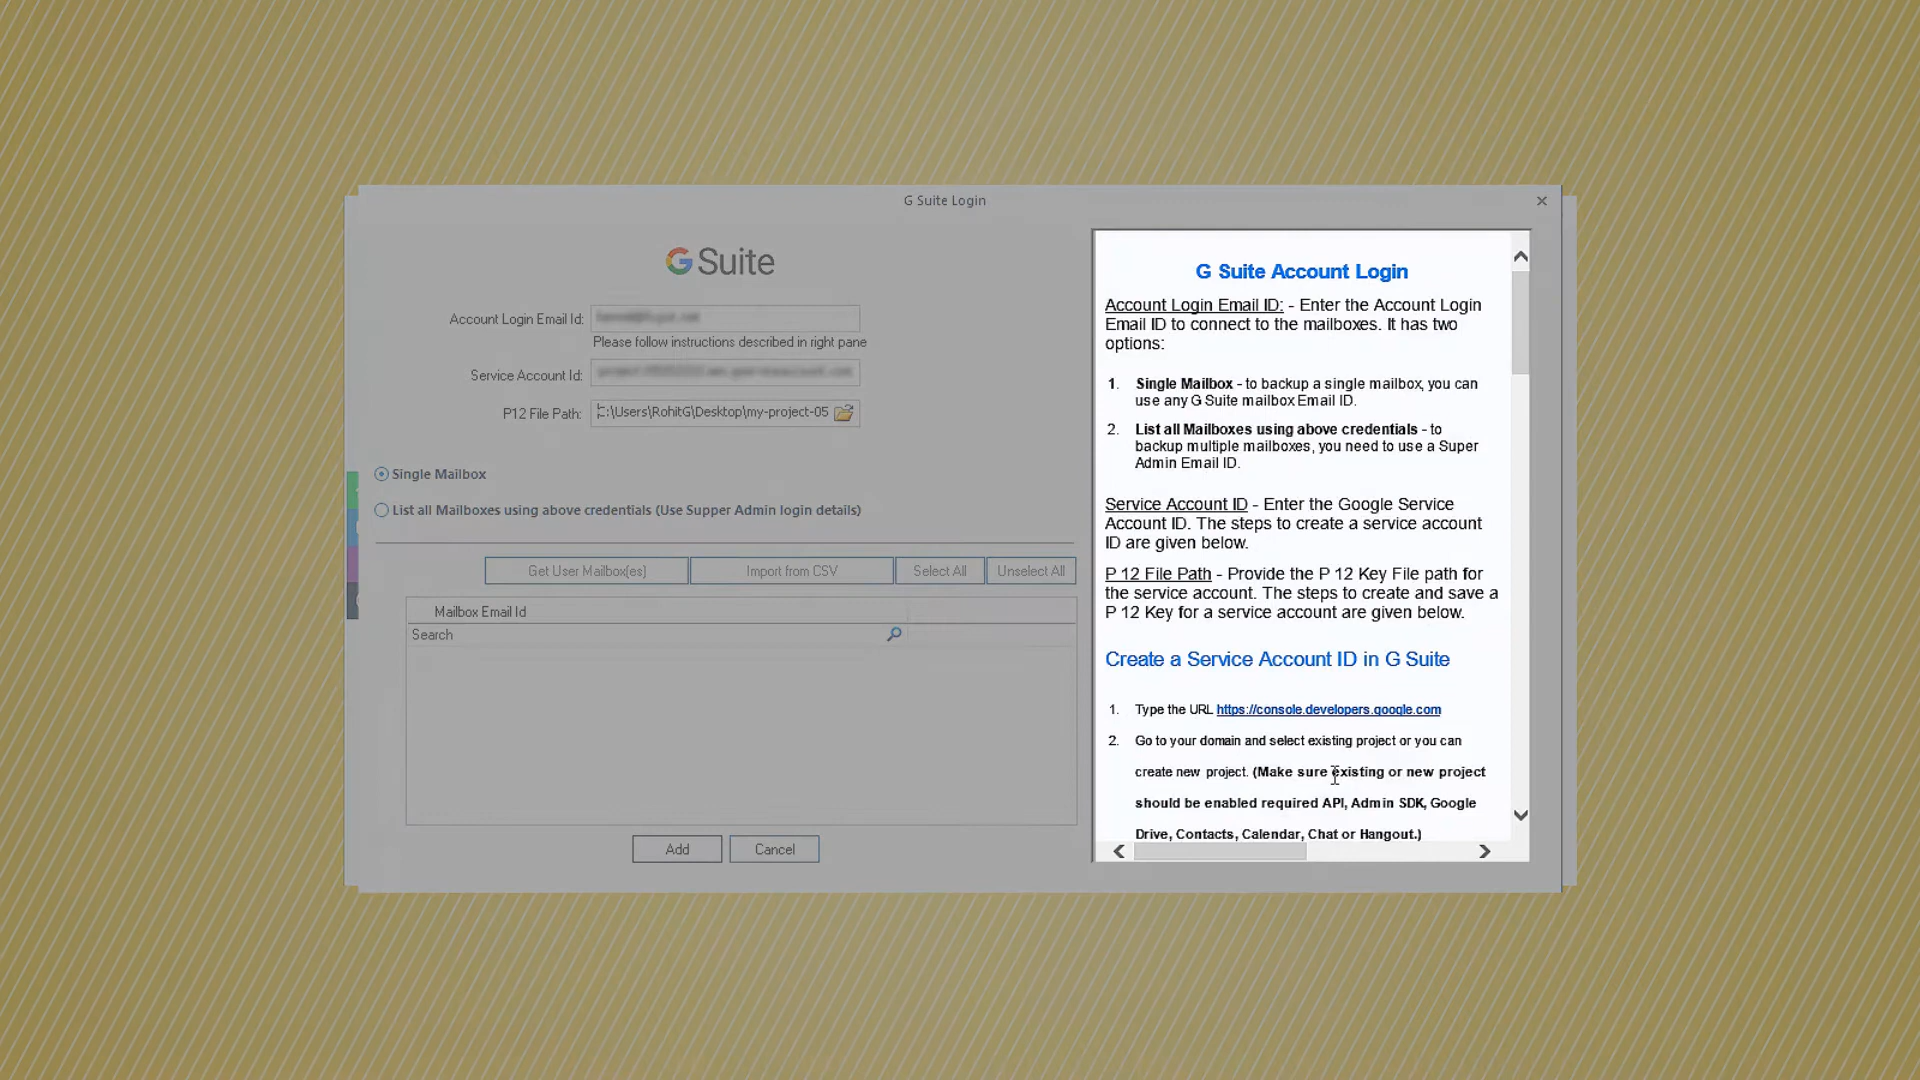 G Suite Login
G Suite
Account Login Email Id:
Please follow instructions described in right pane
Service Account Id:
P12 File Path: :\Users\RohitG\Desktop\my-project-05
Single Mailbox
List all Mailboxes using above credentials (Use Supper Admin login details)
Get User Mailbox(es) Import from CSV Select All Unselect All
Mailbox Email Id
Search
Add Cancel
G Suite Account Login
Account Login Email ID: - Enter the Account Login
Email ID to connect to the mailboxes. It has two
options:
1. Single Mailbox - to backup a single mailbox, you can
use any G Suite mailbox Email ID.
2. List all Mailboxes using above credentials - to
backup multiple mailboxes, you need to use a Super
Admin Email ID.
Service Account ID - Enter the Google Service
Account ID. The steps to create a service account
ID are given below.
P 12 File Path - Provide the P 12 Key File path for
the service account. The steps to create and save a
P 12 Key for a service account are given below.
Create a Service Account ID in G Suite
1. Type the URL https://console.developers.google.com
2. Go to your domain and select existing project or you can
create new project. (Make sure existing or new project
should be enabled required API, Admin SDK, Google
Drive, Contacts, Calendar, Chat or Hangout.)